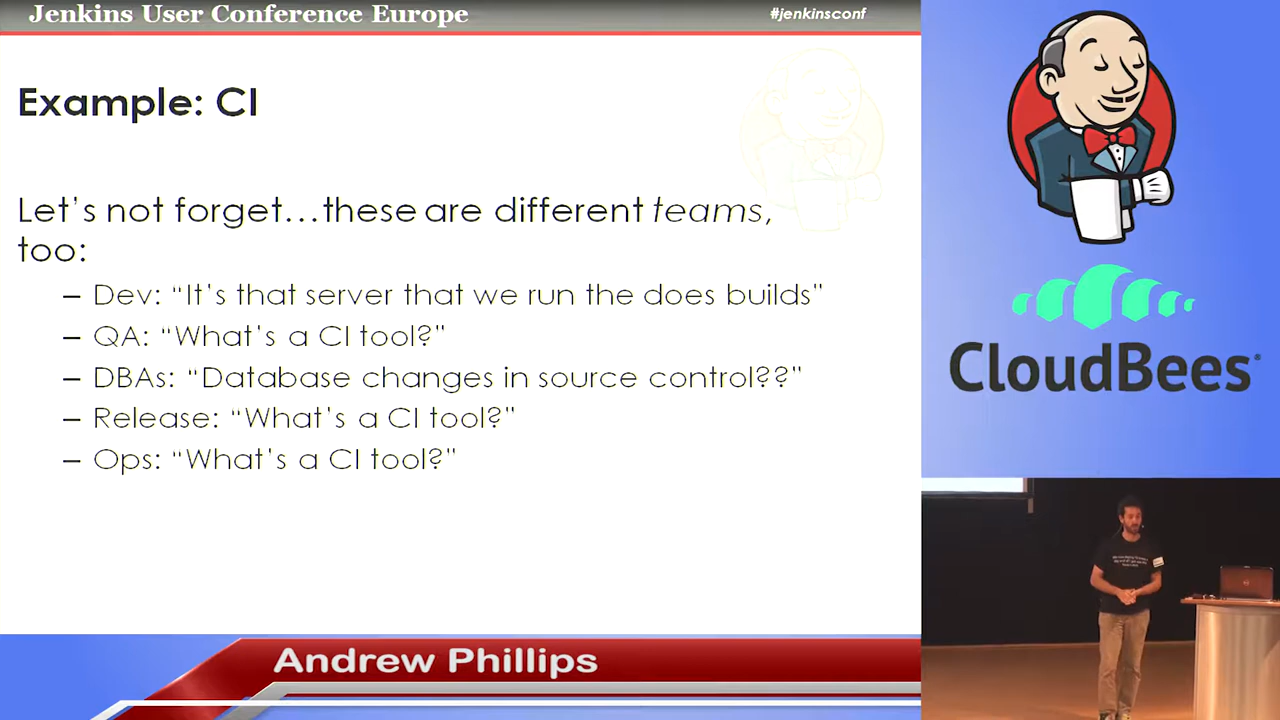 Jenkins User Conference Europe
#jenkinsconf
Example: CI
Let's not forget...these are different teams,
too:
– Dev: “It's that server that we run the does builds”
– QA: “What's a CI tool?”
– DBAs: “Database changes in source control??”
– Release: “What's a CI tool?”
– Ops: “What's a CI tool?”
CloudBees
Andrew Phillips